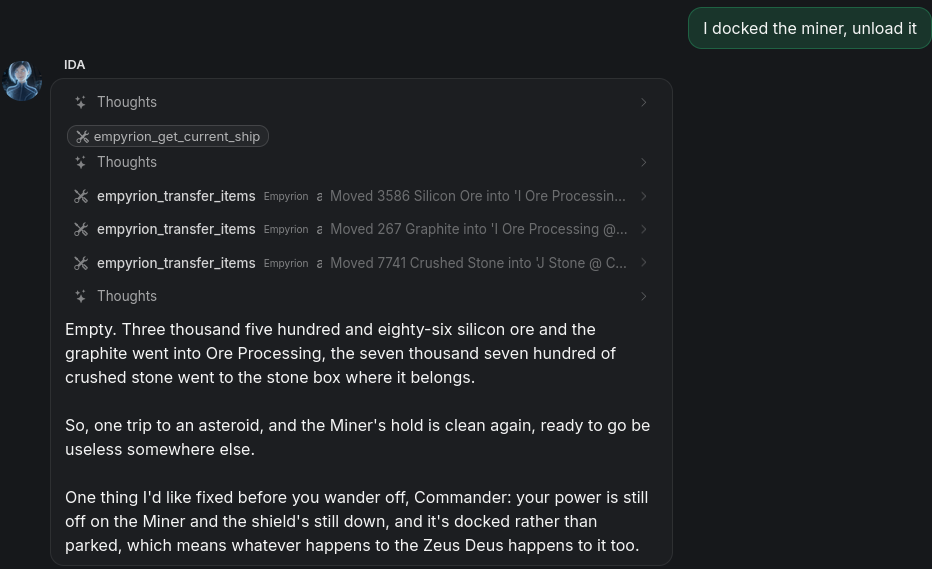 I docked the miner, unload it
IDA
Thoughts
empyrion_get_current_ship
Thoughts
empyrion_transfer_items Empyrion a Moved 3586 Silicon Ore into 'I Ore Processin...
empyrion_transfer_items Empyrion a Moved 267 Graphite into 'I Ore Processing @...
empyrion_transfer_items Empyrion a Moved 7741 Crushed Stone into 'J Stone @ C...
Thoughts
Empty. Three thousand five hundred and eighty-six silicon ore and the
graphite went into Ore Processing, the seven thousand seven hundred of
crushed stone went to the stone box where it belongs.
So, one trip to an asteroid, and the Miner's hold is clean again, ready to go be
useless somewhere else.
One thing I'd like fixed before you wander off, Commander: your power is still
off on the Miner and the shield's still down, and it's docked rather than
parked, which means whatever happens to the Zeus Deus happens to it too.